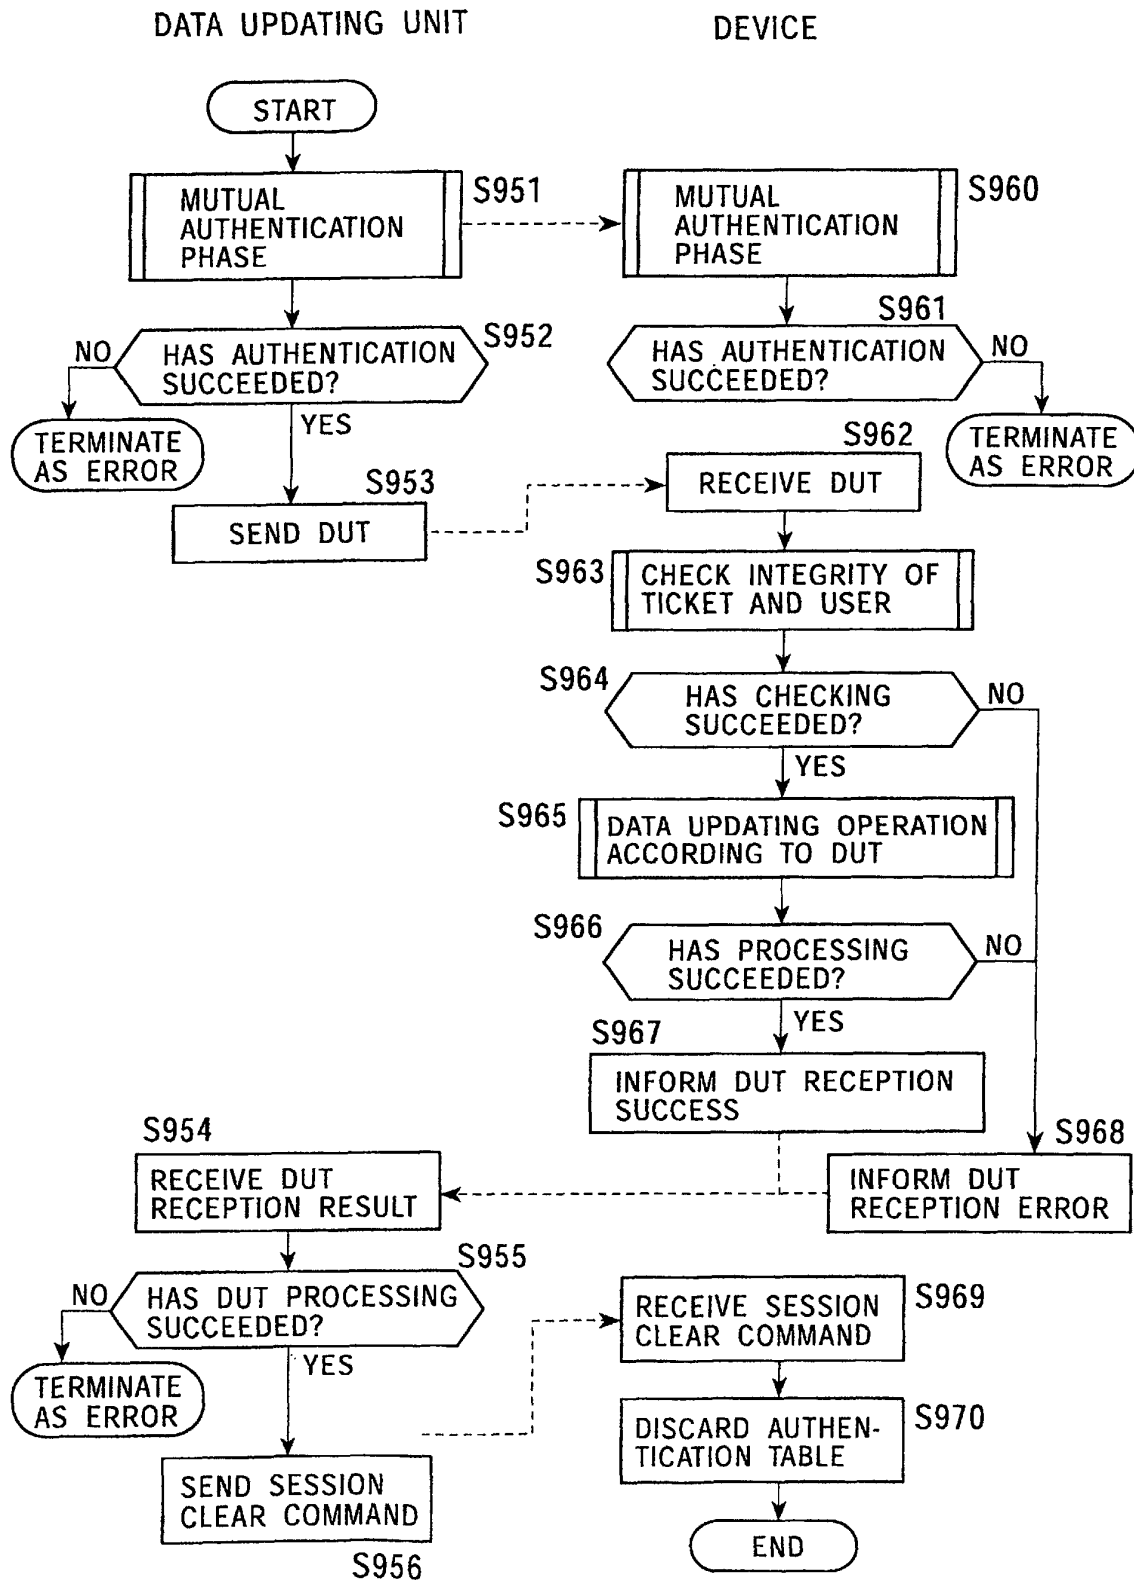 DATA UPDATING UNIT
DEVICE
START
MUTUAL
AUTHENTICATION
PHASE
S951
MUTUAL
AUTHENTICATION
PHASE
S960
HAS AUTHENTICATION
SUCCEEDED?
S952
NO
YES
TERMINATE
AS ERROR
HAS AUTHENTICATION
SUCCEEDED?
S961
NO
TERMINATE
AS ERROR
S953
SEND DUT
S962
RECEIVE DUT
S963
CHECK INTEGRITY OF
TICKET AND USER
S964
HAS CHECKING
SUCCEEDED?
NO
YES
S965
DATA UPDATING OPERATION
ACCORDING TO DUT
S966
HAS PROCESSING
SUCCEEDED?
NO
YES
S967
INFORM DUT RECEPTION
SUCCESS
S954
RECEIVE DUT
RECEPTION RESULT
S968
INFORM DUT
RECEPTION ERROR
S955
HAS DUT PROCESSING
SUCCEEDED?
NO
YES
TERMINATE
AS ERROR
RECEIVE SESSION
CLEAR COMMAND
S969
DISCARD AUTHEN-
TICATION TABLE
S970
SEND SESSION
CLEAR COMMAND
S956
END